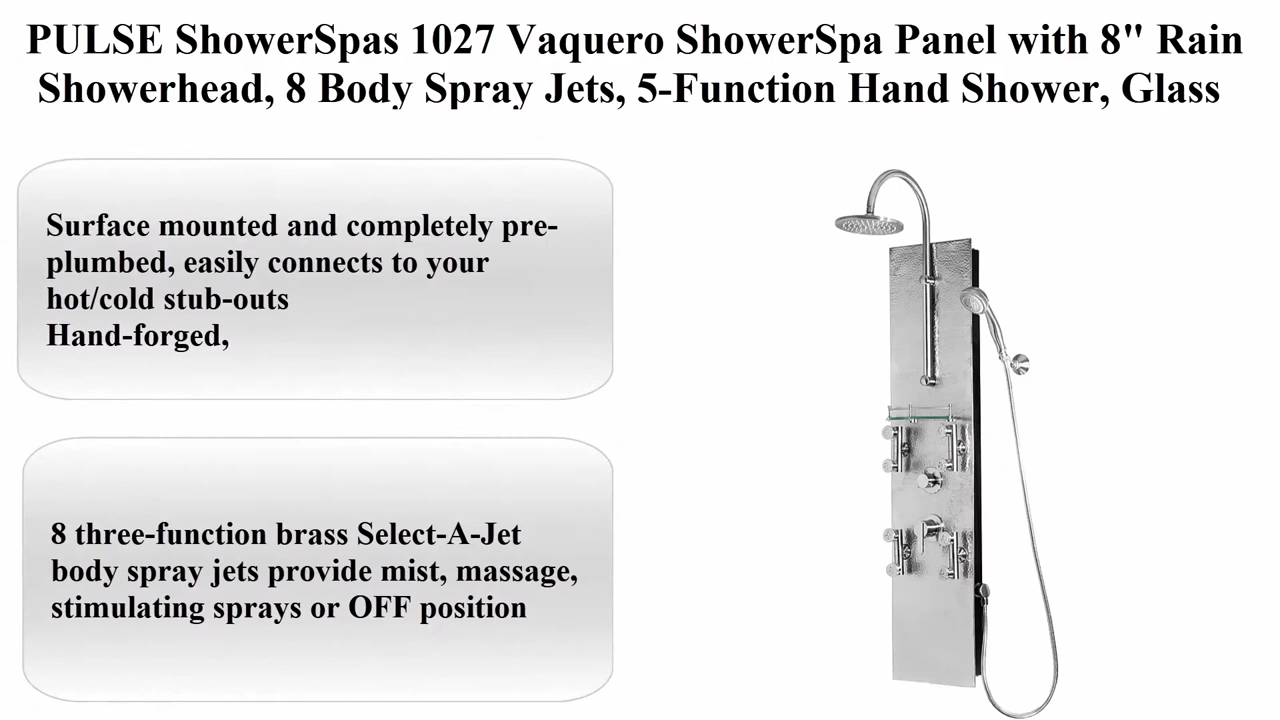 PULSE ShowerSpas 1027 Vaquero ShowerSpa Panel with 8" Rain
Showerhead, 8 Body Spray Jets, 5-Function Hand Shower, Glass
Surface mounted and completely pre-
plumbed, easily connects to your
hot/cold stub-outs
Hand-forged,
8 three-function brass Select-A-Jet
body spray jets provide mist, massage,
stimulating sprays or OFF position